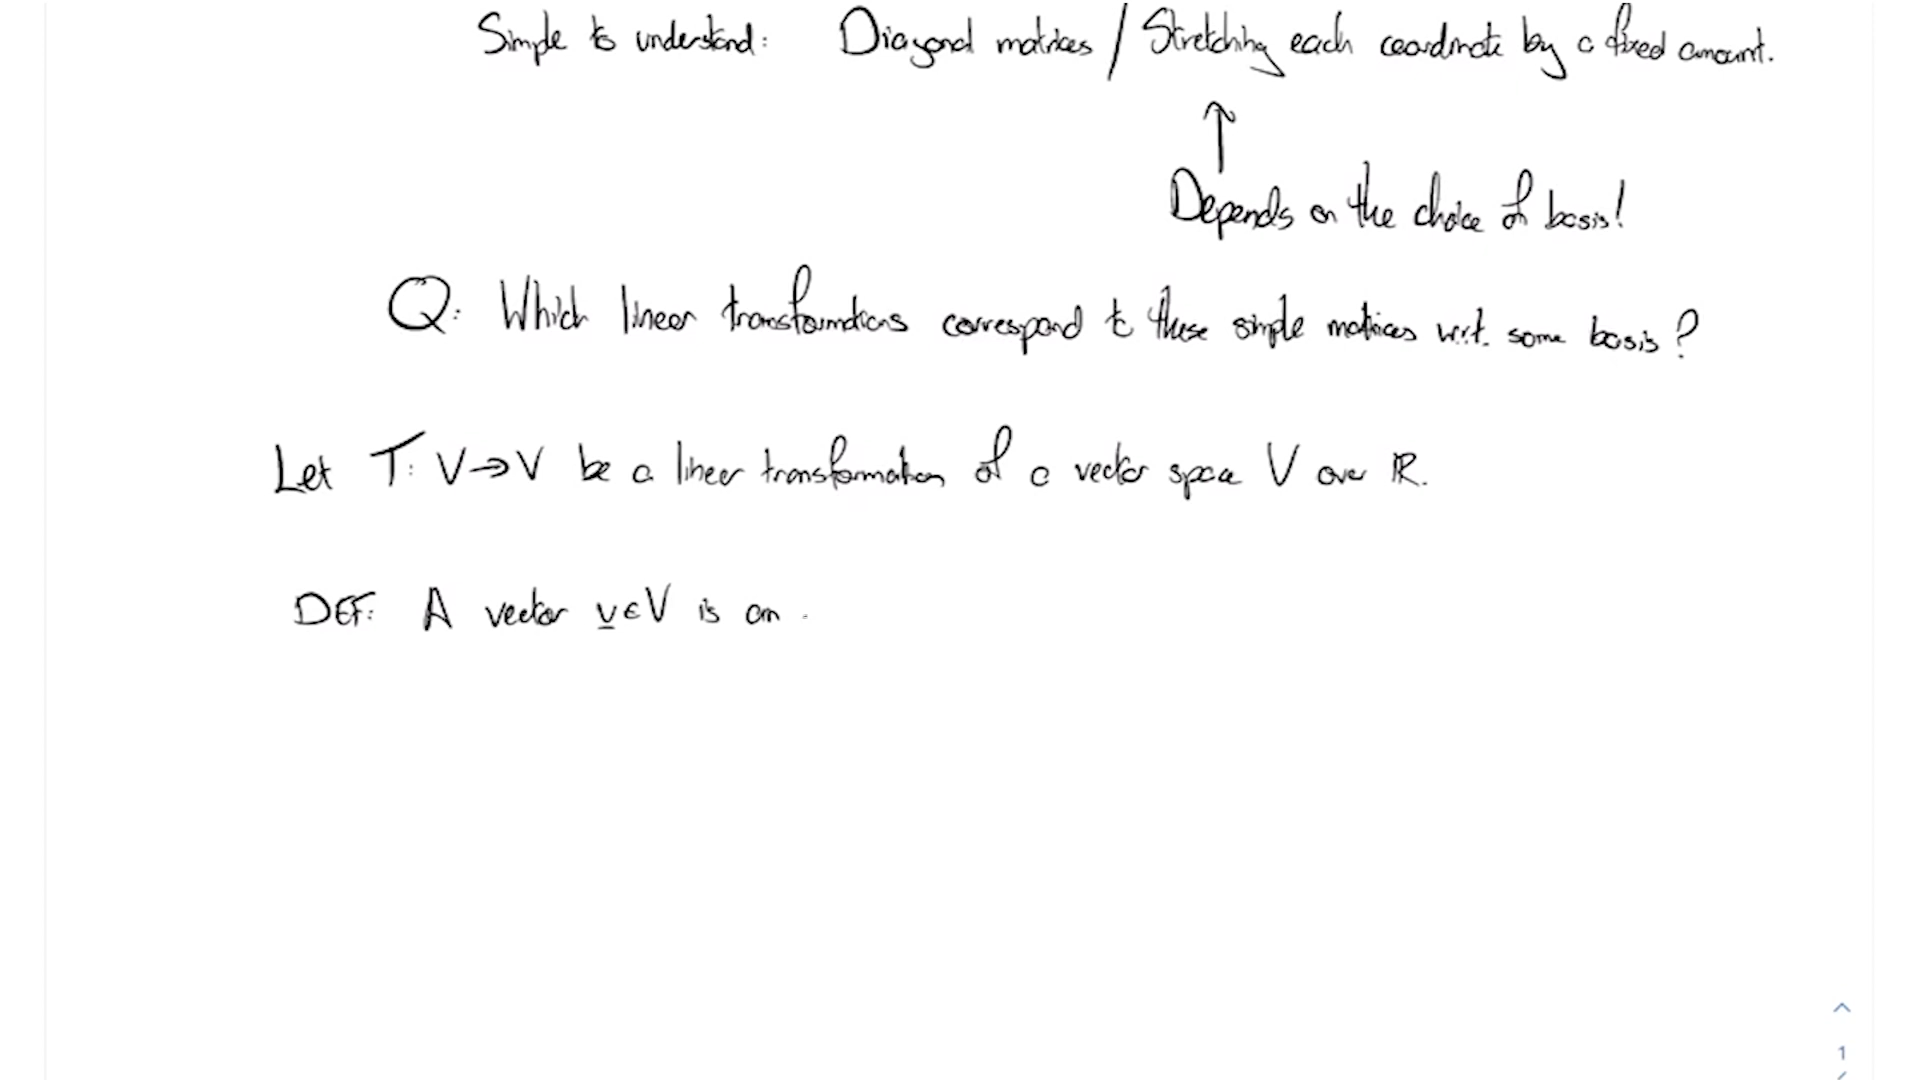 Simple to understand: Diagonal matrices / Stretching each coordinate by a fixed amount.
↑
Depends on the choice of basis!
Q: Which linear transformations correspond to these simple matrices w.r.t. some basis?
Let T: V→V be a linear transformation of a vector space V over ℝ.
DEF: A vector v∈V is an
1